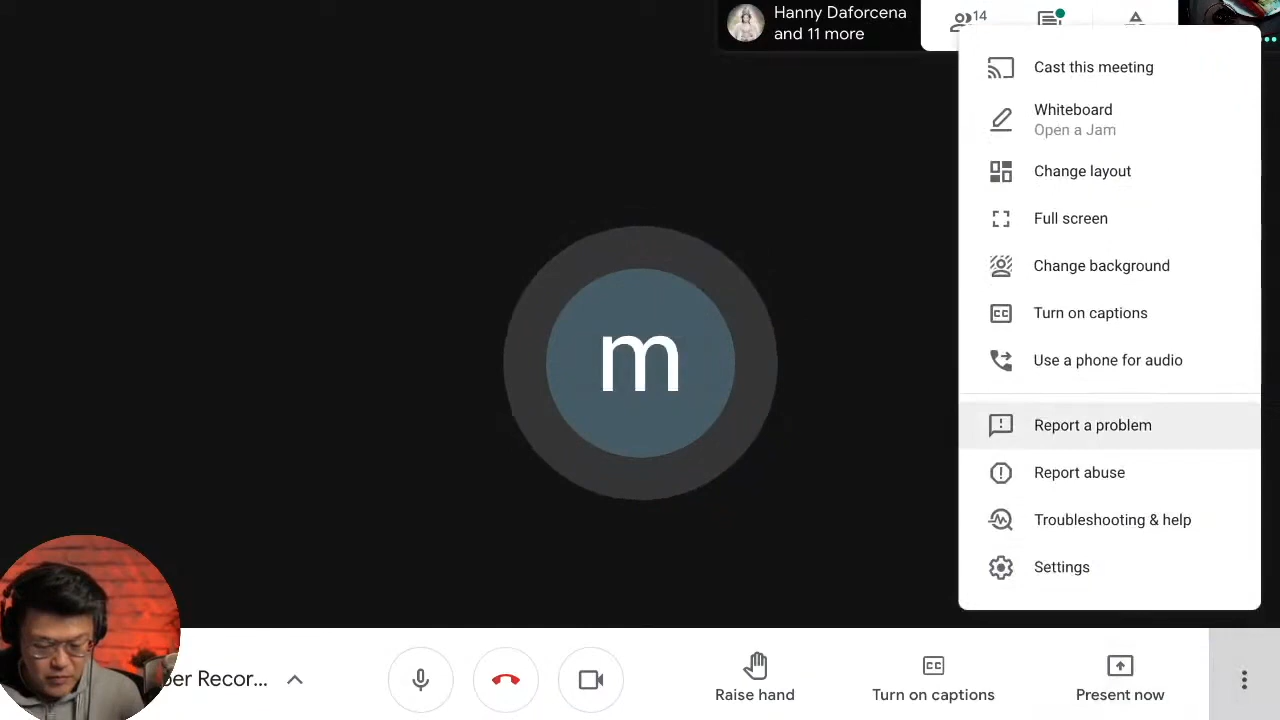 Hanny Daforcena
and 11 more
14
Cast this meeting
Whiteboard
Open a Jam
Change layout
Full screen
Change background
CC Turn on captions
Use a phone for audio
Report a problem
Report abuse
Troubleshooting & help
Settings
m
Recor...
Raise hand
CC
Turn on captions
Present now